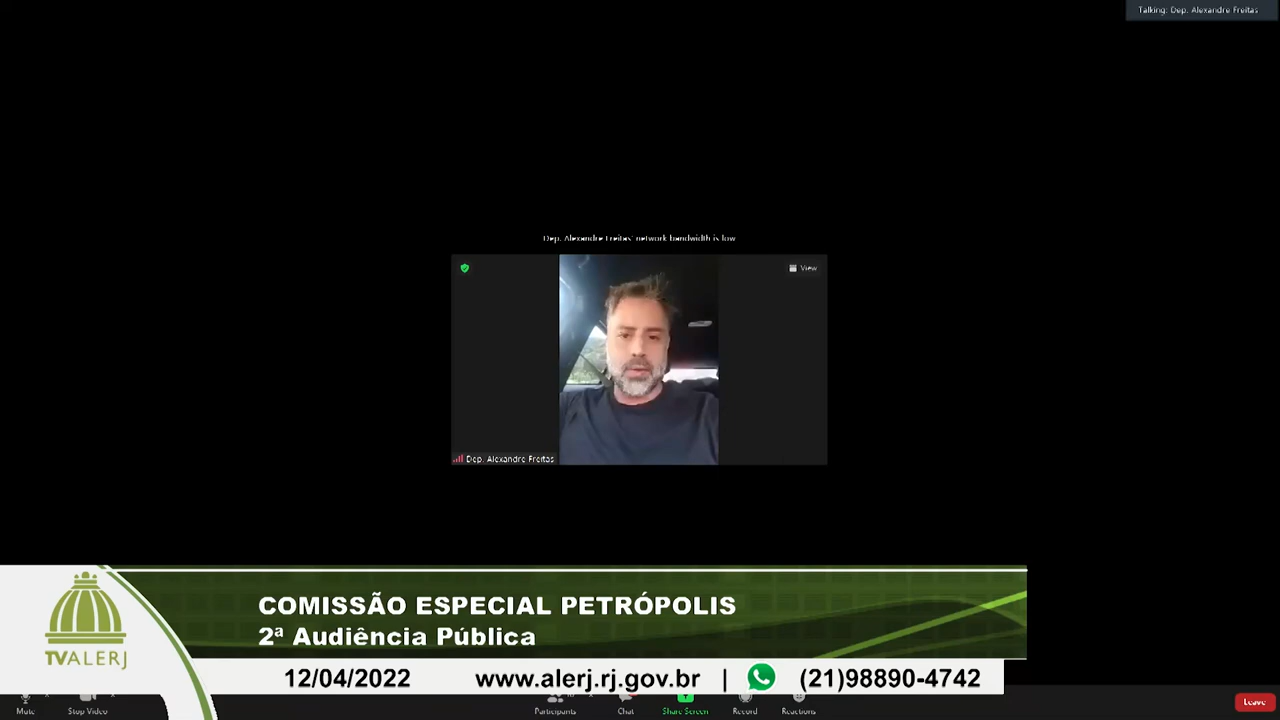 Talking: Dep. Alexandre Freitas
Dep. Alexandre Freitas' network bandwidth is low
View
Dep. Alexandre Freitas
COMISSÃO ESPECIAL PETRÓPOLIS
2ª Audiência Pública
TVALERJ
12/04/2022 www.alerj.rj.gov.br | (21)98890-4742
Mute Stop Video Participants Chat Share Screen Record Reactions Leave